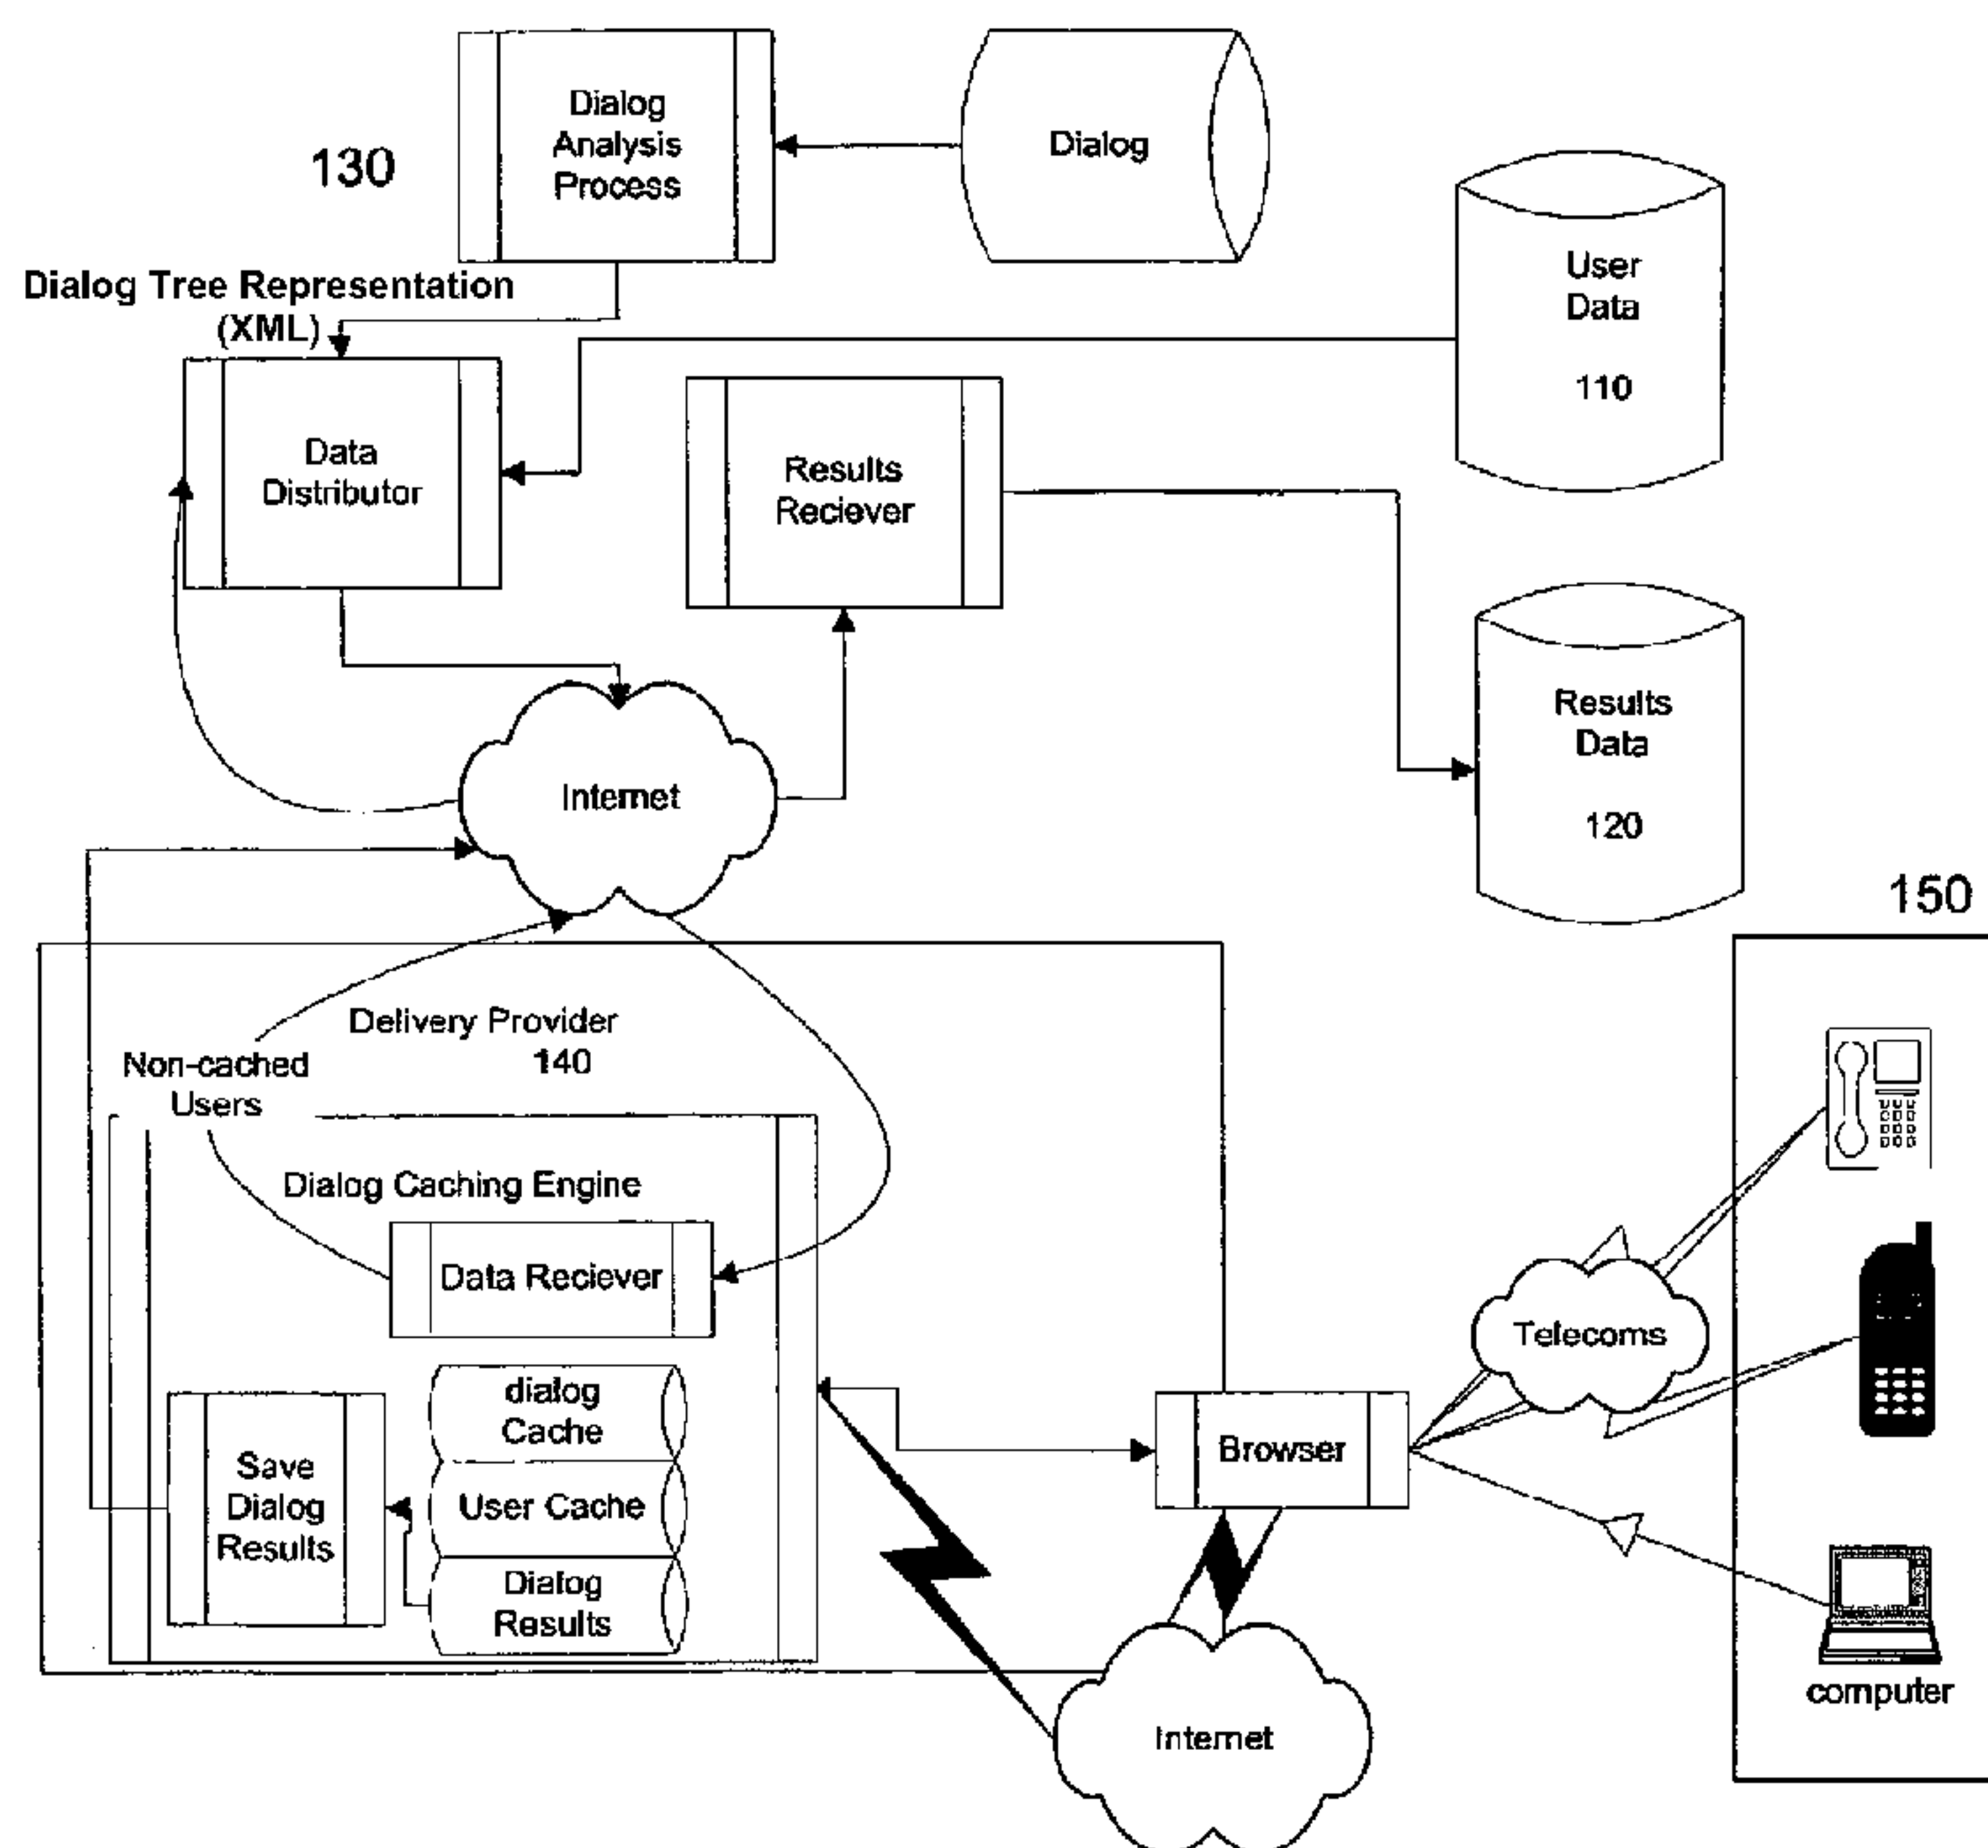 Dialog
Analysis
Process
Dialog
130
User
Data
110
Dialog Tree Representation
(XML)
Data
Distributor
Results
Reciever
Results
Data
120
Internet
150
Delivery Provider
140
Non-cached
Users
Dialog Caching Engine
Data Reciever
Telecoms
dialog
Cache
Browser
Save
Dialog
Results
User Cache
Dialog
Results
computer
Internet